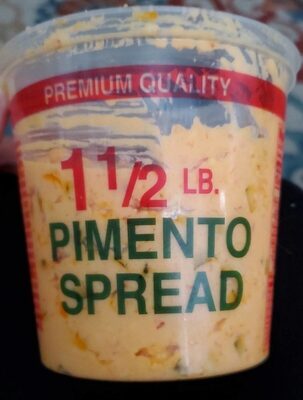 PREMIUM QUALITY
1 1/2 LB.
PIMENTO
SPREAD